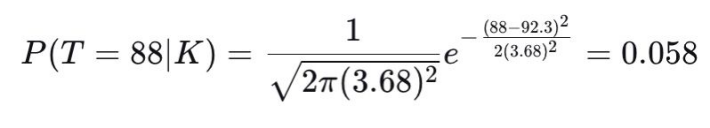 P(T = 88|K) = \frac{1}{\sqrt{2\pi(3.68)^2}} e^{-\frac{(88-92.3)^2}{2(3.68)^2}} = 0.058